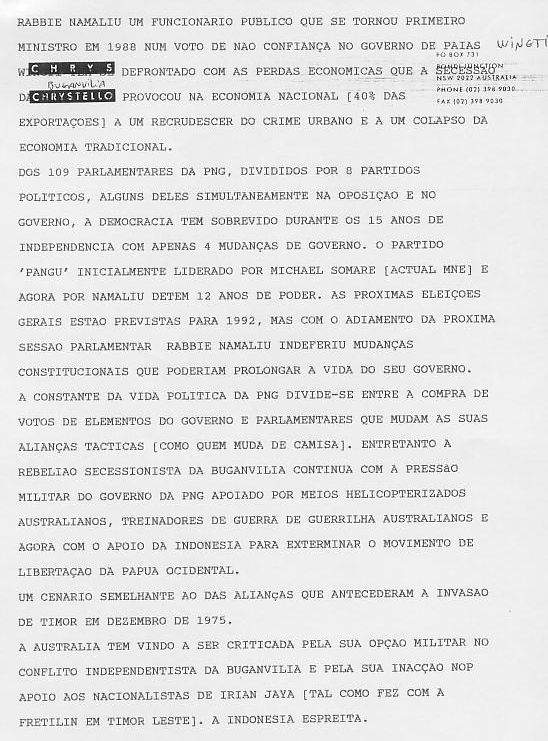 RABBIE NAMALIU UM FUNCIONARIO PUBLICO QUE SE TORNOU PRIMEIRO
MINISTRO EM 1988 NUM VOTO DE NAO CONFIANÇA NO GOVERNO DE PAIAS WINGTI
PO BOX 731
CHRYS
DEFRONTADO COM AS PERDAS ECONOMICAS QUE A SECESSAO
BONDI JUNCTION
NSW 2022 AUSTRALIA
BUGANVILIA
CHRYSTELLO
PROVOCOU NA ECONOMIA NACIONAL [40% DAS
PHONE (02) 398 9030
FAX (02) 398 9030
EXPORTAÇOES] A UM RECRUDESCER DO CRIME URBANO E A UM COLAPSO DA
ECONOMIA TRADICIONAL.
DOS 109 PARLAMENTARES DA PNG, DIVIDIDOS POR 8 PARTIDOS
POLITICOS, ALGUNS DELES SIMULTANEAMENTE NA OPOSIÇAO E NO
GOVERNO, A DEMOCRACIA TEM SOBREVIDO DURANTE OS 15 ANOS DE
INDEPENDENCIA COM APENAS 4 MUDANÇAS DE GOVERNO. O PARTIDO
'PANGU' INICIALMENTE LIDERADO POR MICHAEL SOMARE [ACTUAL MNE] E
AGORA POR NAMALIU DETEM 12 ANOS DE PODER. AS PROXIMAS ELEIÇOES
GERAIS ESTAO PREVISTAS PARA 1992, MAS COM O ADIAMENTO DA PROXIMA
SESSAO PARLAMENTAR RABBIE NAMALIU INDEFERIU MUDANÇAS
CONSTITUCIONAIS QUE PODERIAM PROLONGAR A VIDA DO SEU GOVERNO.
A CONSTANTE DA VIDA POLITICA DA PNG DIVIDE-SE ENTRE A COMPRA DE
VOTOS DE ELEMENTOS DO GOVERNO E PARLAMENTARES QUE MUDAM AS SUAS
ALIANÇAS TACTICAS [COMO QUEM MUDA DE CAMISA]. ENTRETANTO A
REBELIAO SECESSIONISTA DA BUGANVILIA CONTINUA COM A PRESSAO
MILITAR DO GOVERNO DA PNG APOIADO POR MEIOS HELICOPTERIZADOS
AUSTRALIANOS, TREINADORES DE GUERRA DE GUERRILHA AUSTRALIANOS E
AGORA COM O APOIO DA INDONESIA PARA EXTERMINAR O MOVIMENTO DE
LIBERTAÇAO DA PAPUA OCIDENTAL.
UM CENARIO SEMELHANTE AO DAS ALIANÇAS QUE ANTECEDERAM A INVASAO
DE TIMOR EM DEZEMBRO DE 1975.
A AUSTRALIA TEM VINDO A SER CRITICADA PELA SUA OPÇAO MILITAR NO
CONFLITO INDEPENDENTISTA DA BUGANVILIA E PELA SUA INACÇAO NOP
APOIO AOS NACIONALISTAS DE IRIAN JAYA [TAL COMO FEZ COM A
FRETILIN EM TIMOR LESTE]. A INDONESIA ESPREITA.